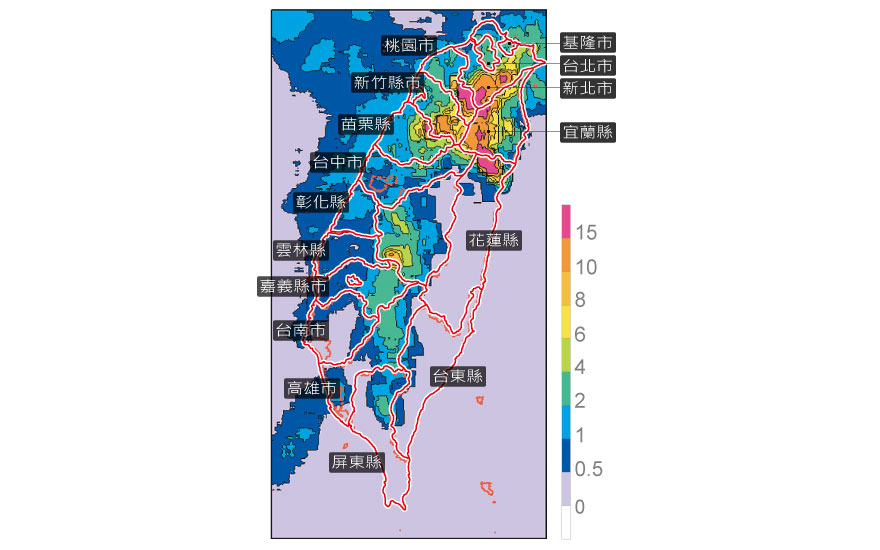 桃園市
基隆市
台北市
新竹縣市
新北市
苗栗縣
宜蘭縣
台中市
彰化縣
花蓮縣
雲林縣
嘉義縣市
台南市
台東縣
高雄市
屏東縣
15
10
8
6
4
2
1
0.5
0